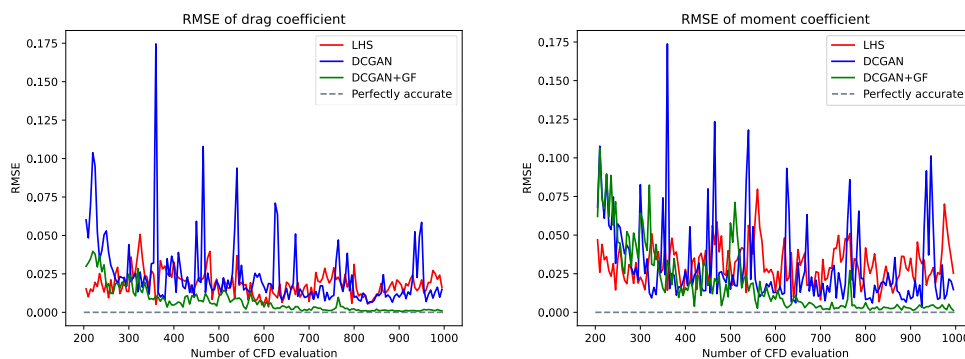 RMSE of drag coefficient
RMSE
0.175
0.150
0.125
0.100
0.075
0.050
0.025
0.000
LHS
DCGAN
DCGAN+GF
Perfectly accurate
200 300 400 500 600 700 800 900 1000
Number of CFD evaluation
RMSE of moment coefficient
RMSE
0.175
0.150
0.125
0.100
0.075
0.050
0.025
0.000
LHS
DCGAN
DCGAN+GF
Perfectly accurate
200 300 400 500 600 700 800 900 1000
Number of CFD evaluation